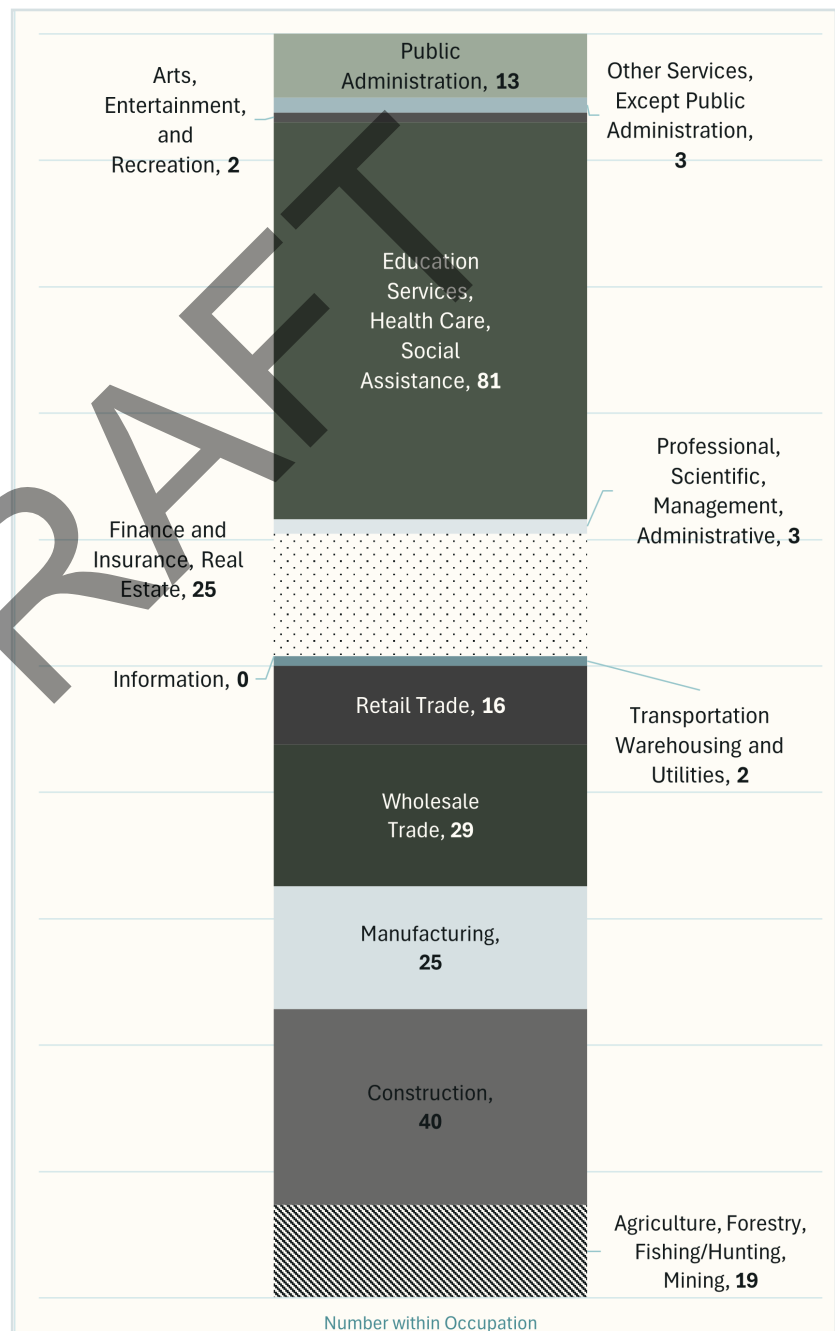 Public
Administration, 13
Arts,
Entertainment,
and
Recreation, 2
Other Services,
Except Public
Administration,
3
Education
Services,
Health Care,
Social
Assistance, 81
Professional,
Scientific,
Management,
Administrative, 3
Finance and
Insurance, Real
Estate, 25
Information, 0
Retail Trade, 16
Transportation
Warehousing and
Utilities, 2
Wholesale
Trade, 29
Manufacturing,
25
Construction,
40
Agriculture, Forestry,
Fishing/Hunting,
Mining, 19
Number within Occupation
RAFT